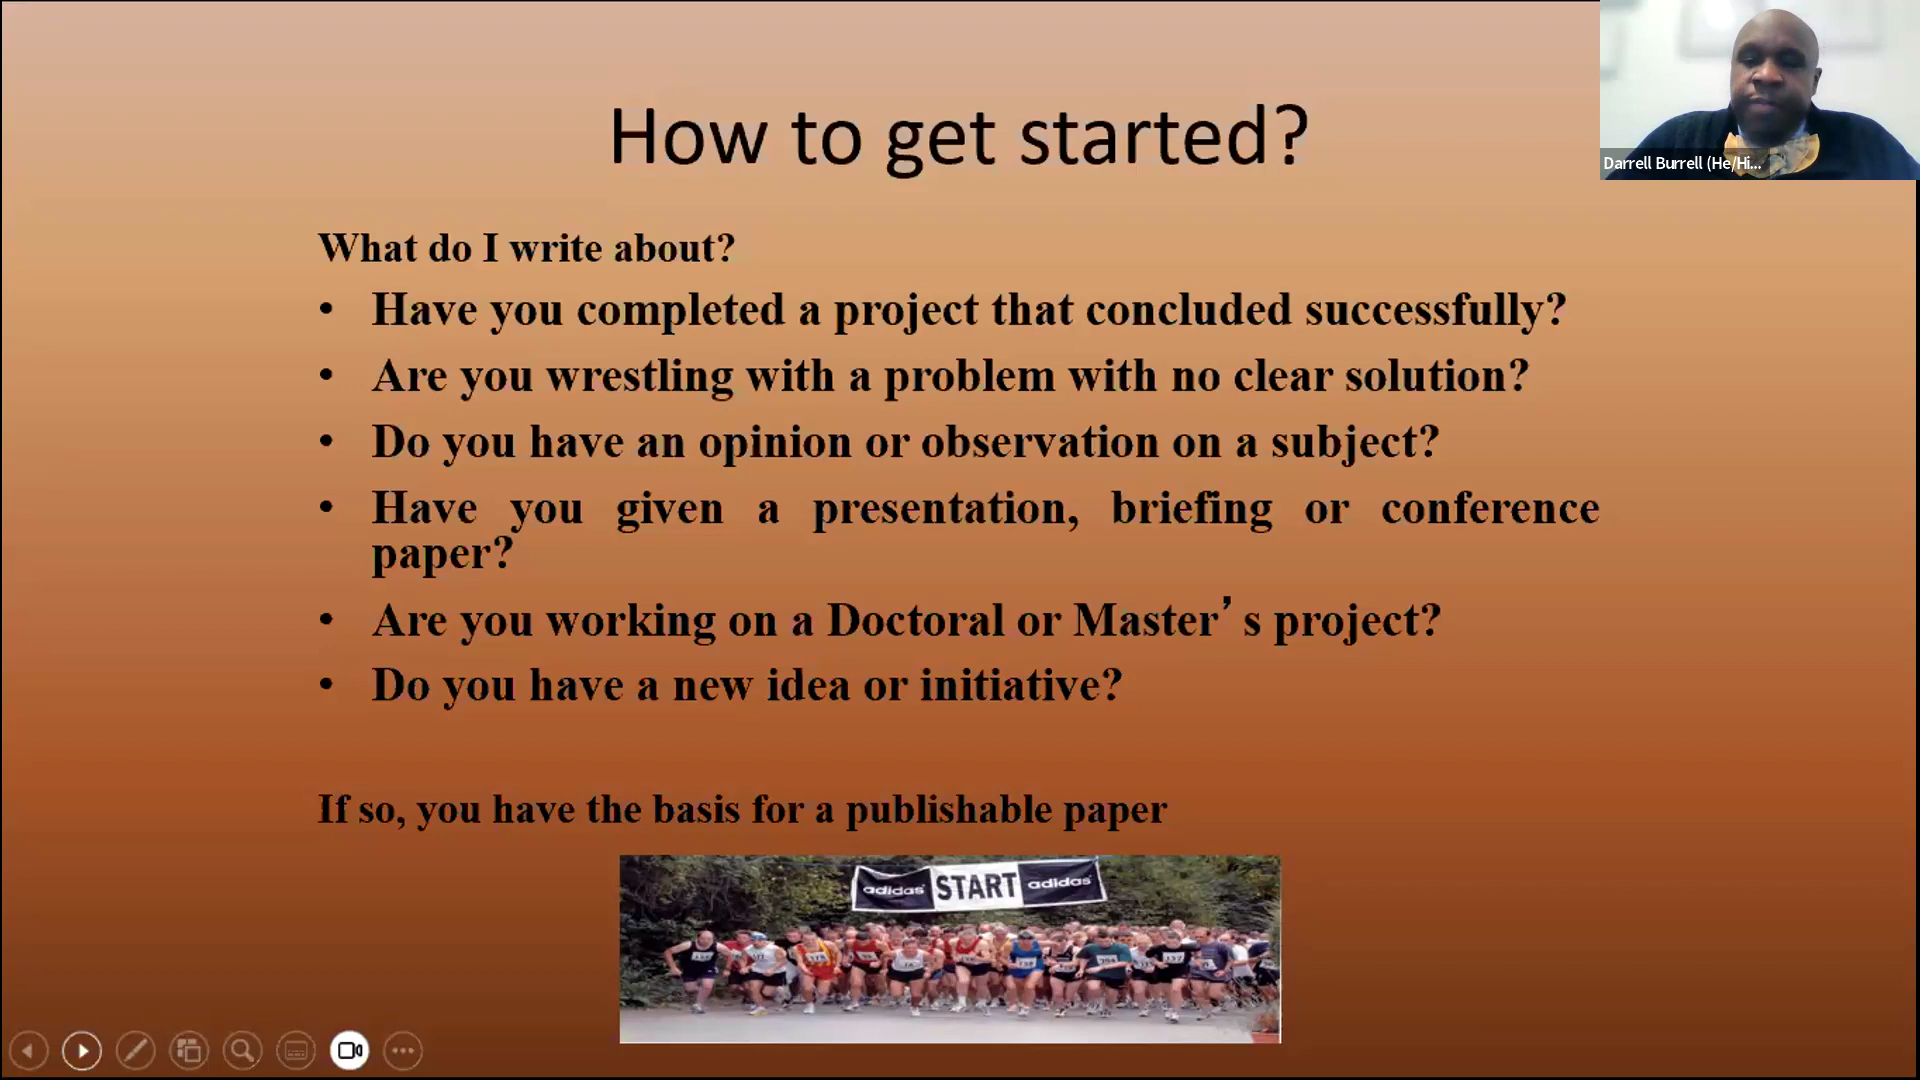 How to get started?
Darrell Burrell (He/Hi...
What do I write about?
• Have you completed a project that concluded successfully?
• Are you wrestling with a problem with no clear solution?
• Do you have an opinion or observation on a subject?
• Have you given a presentation, briefing or conference
paper?
• Are you working on a Doctoral or Master’s project?
• Do you have a new idea or initiative?
If so, you have the basis for a publishable paper
adidas START adidas